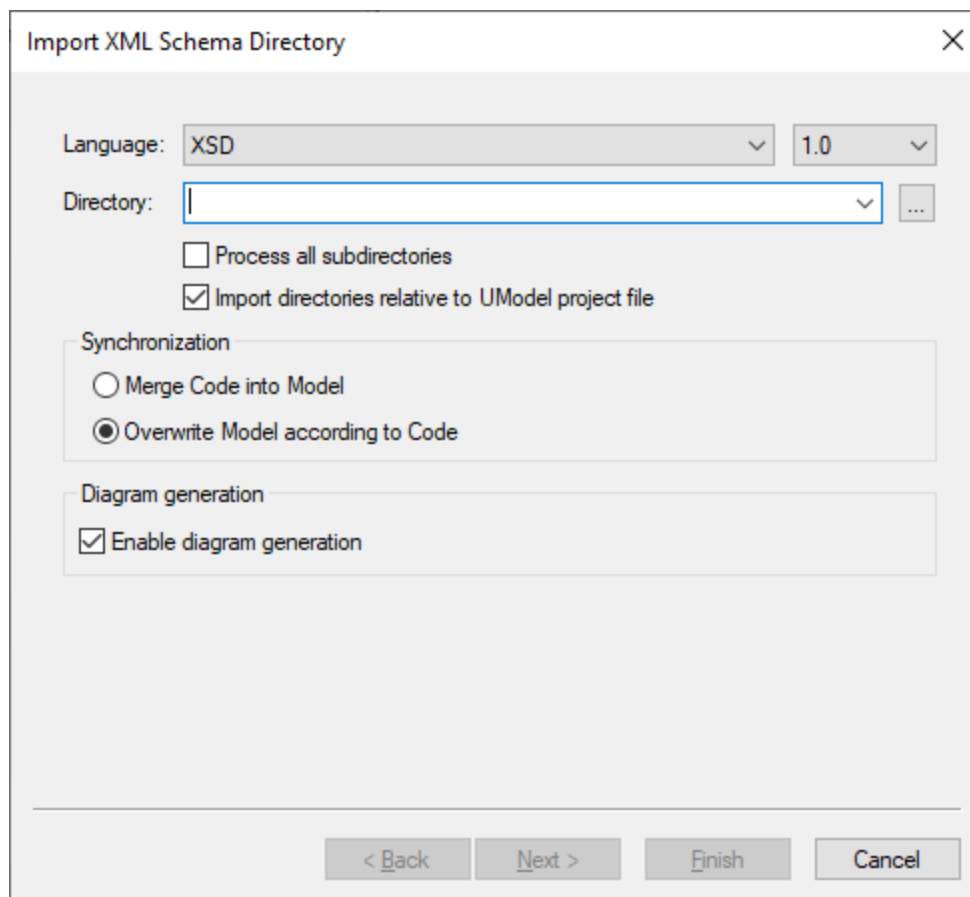 Import XML Schema Directory
Language: XSD 1.0
Directory: ...
Process all subdirectories
Import directories relative to UModel project file
Synchronization
Merge Code into Model
Overwrite Model according to Code
Diagram generation
Enable diagram generation
< Back Next > Finish Cancel